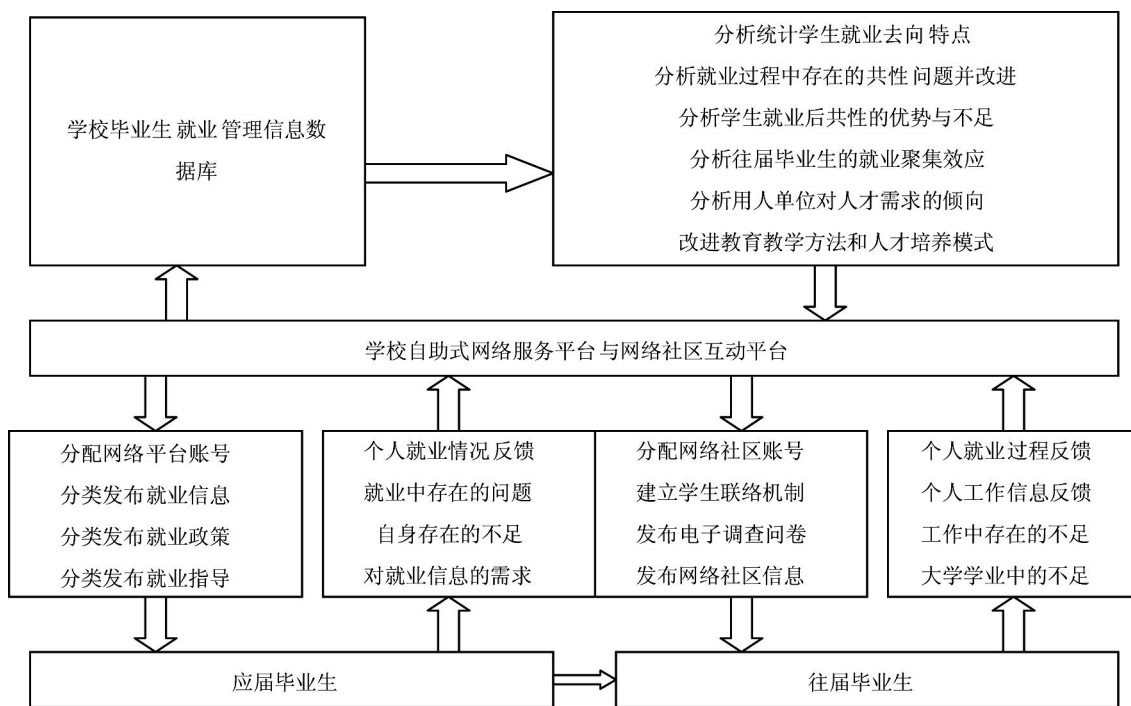 学校毕业生就业管理信息数
据库
分析统计学生就业去向特点
分析就业过程中存在的共性问题并改进
分析学生就业后共性的优势与不足
分析往届毕业生的就业聚集效应
分析用人单位对人才需求的倾向
改进教育教学方法和人才培养模式
学校自助式网络服务平台与网络社区互动平台
分配网络平台账号
分类发布就业信息
分类发布就业政策
分类发布就业指导
个人就业情况反馈
就业中存在的问题
自身存在的不足
对就业信息的需求
分配网络社区账号
建立学生联络机制
发布电子调查问卷
发布网络社区信息
个人就业过程反馈
个人工作信息反馈
工作中存在的不足
大学学业中的不足
应届毕业生
往届毕业生